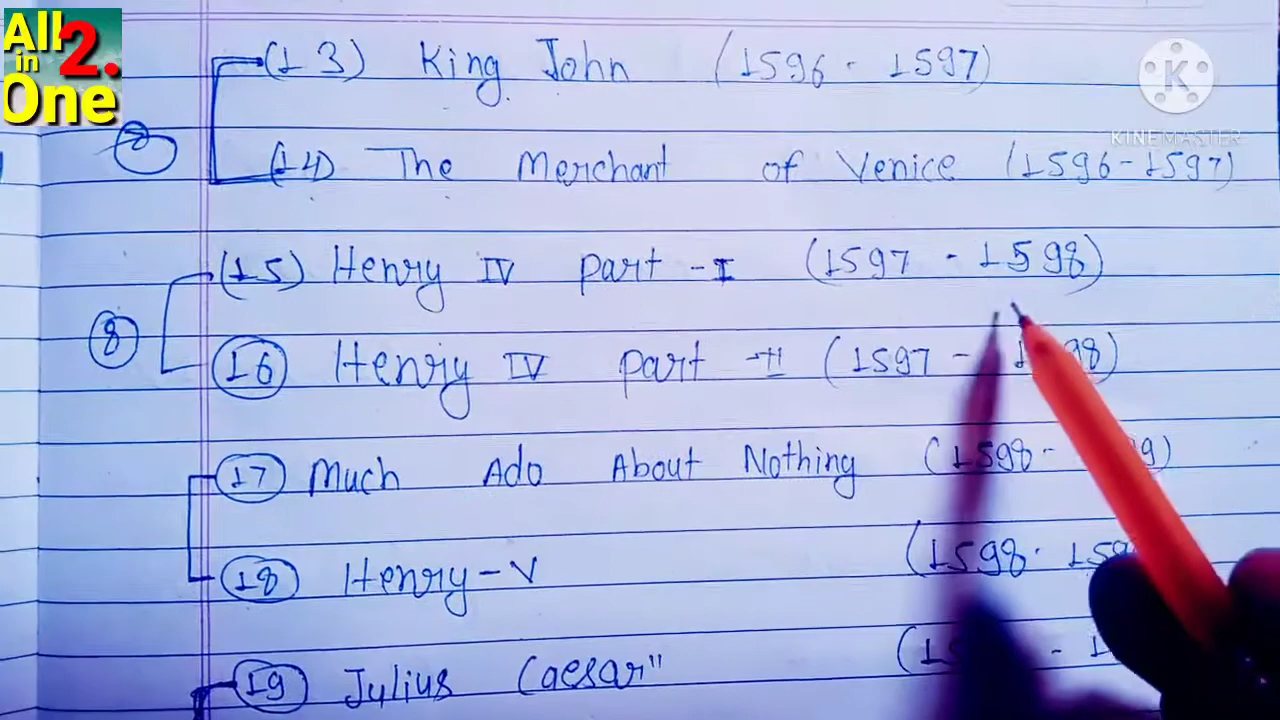 All
in 2.
One
(13) King John (1596 - 1597)
K
KINEMASTER
(14) The Merchant of Venice (1596-1597)
(15) Henry IV part -I (1597 - 1598)
8
(16) Henry IV part -II (1597 -
(17) Much Ado About Nothing (1598-
(18) Henry-V (1598 -
(19) Julius Caesar"